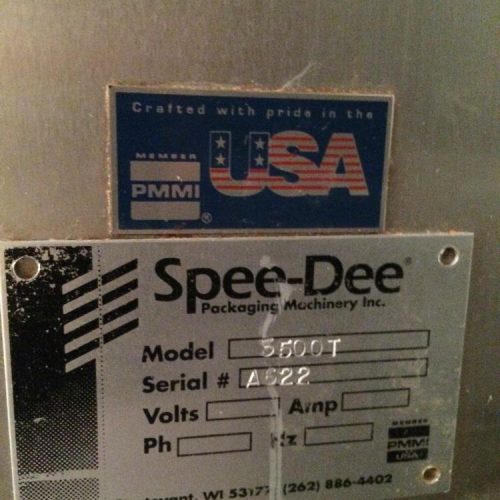 Crafted with pride in the
USA
MEMBER
PMMI
®
Spee-Dee®
Packaging Machinery Inc.
Model 3500T
Serial # A622
Volts Amp
Ph Hz
MEMBER
PMMI
USA
WI 53177 (262) 886-4402